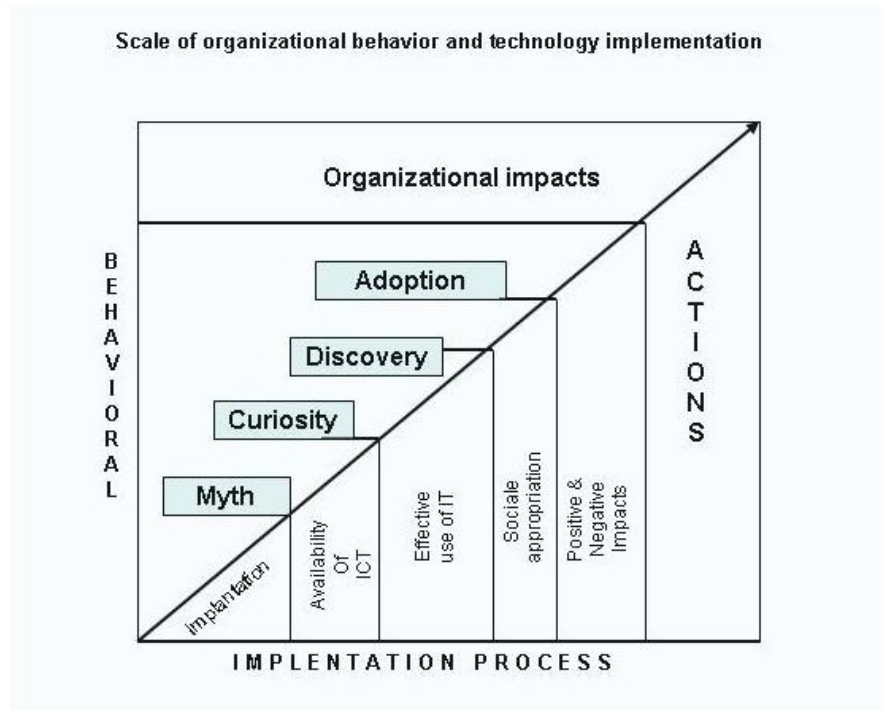 Scale of organizational behavior and technology implementation
Organizational impacts
BEHAVIORAL
Adoption
Discovery
Curiosity
Myth
ACTIONS
Implantation
Availability
Of
ICT
Effective
use of IT
Sociale
appropriation
Positive &
Negative
Impacts
IMPLENTATION PROCESS